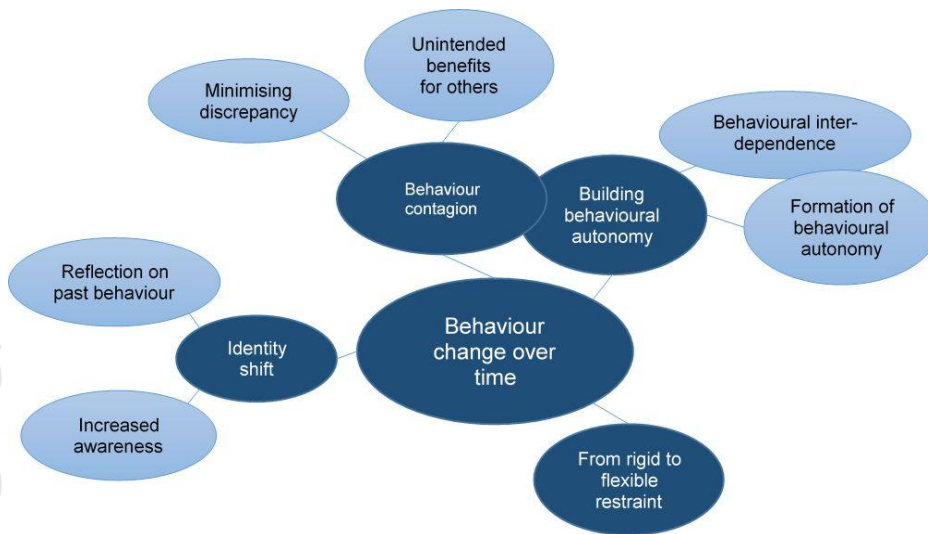 Unintended
benefits
for others
Minimising
discrepancy
Behavioural inter-
dependence
Behaviour
contagion
Building
behavioural
autonomy
Formation of
behavioural
autonomy
Reflection on
past behaviour
Identity
shift
Behaviour
change over
time
Increased
awareness
From rigid to
flexible
restraint